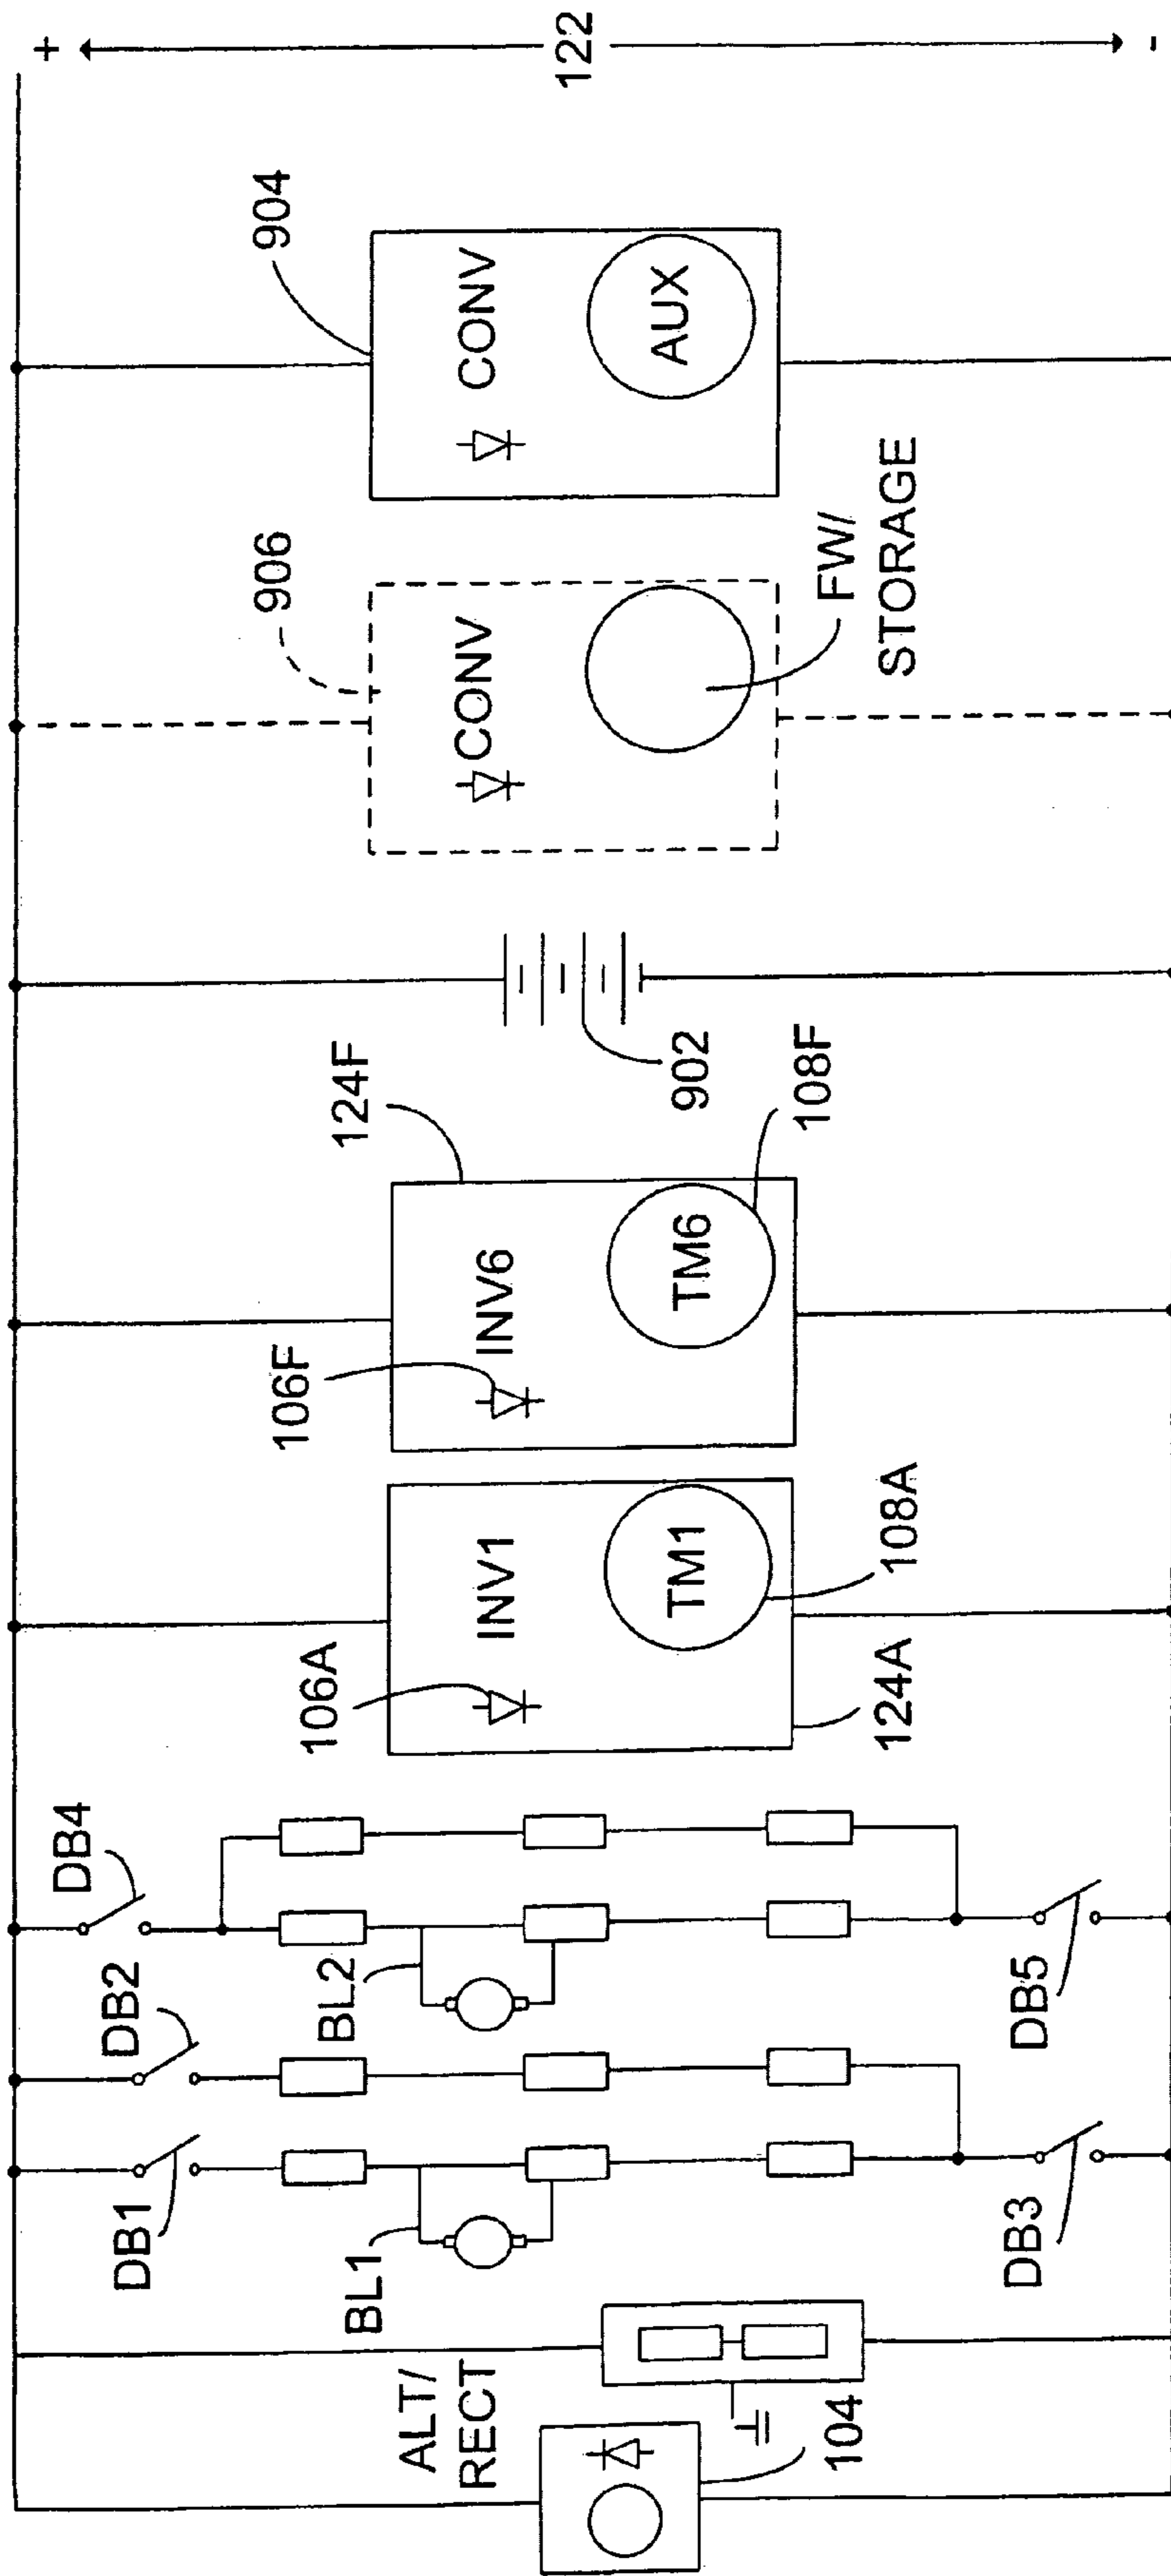 ALT/
RECT
104
BL1
DB1
DB2
DB3
BL2
DB4
DB5
106A
INV1
TM1
108A
124A
106F
INV6
TM6
124F
108F
902
906
CONV
FW/
STORAGE
904
CONV
AUX
+
122
-